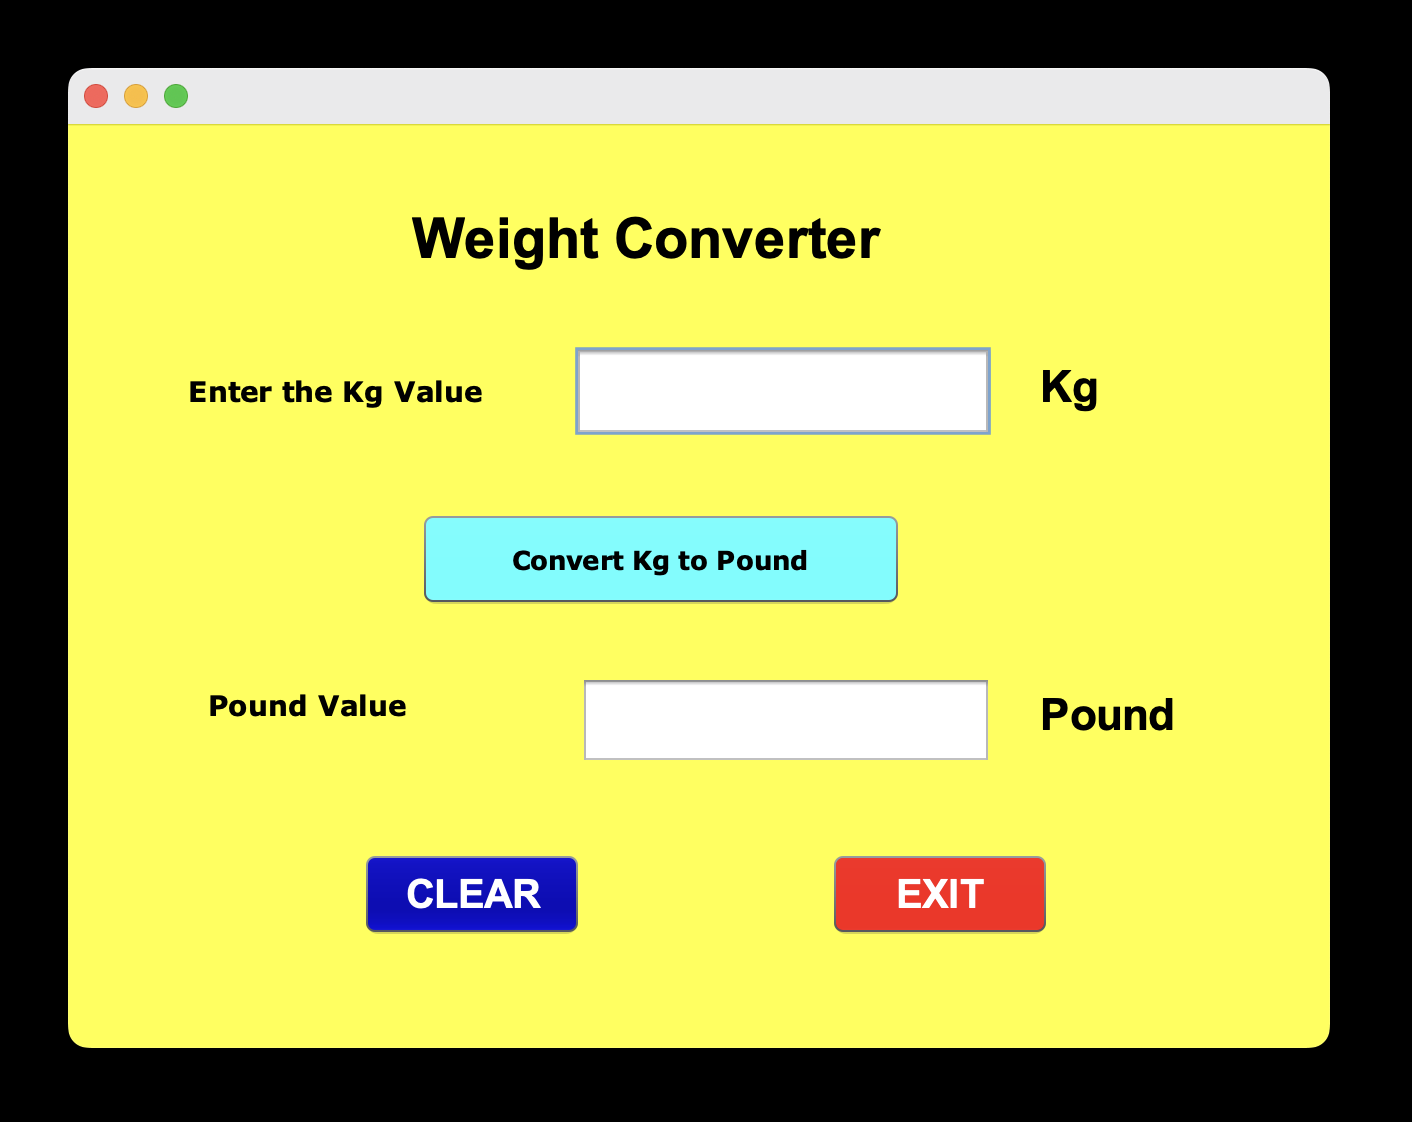 Weight Converter
Enter the Kg Value
Kg
Convert Kg to Pound
Pound Value
Pound
CLEAR
EXIT